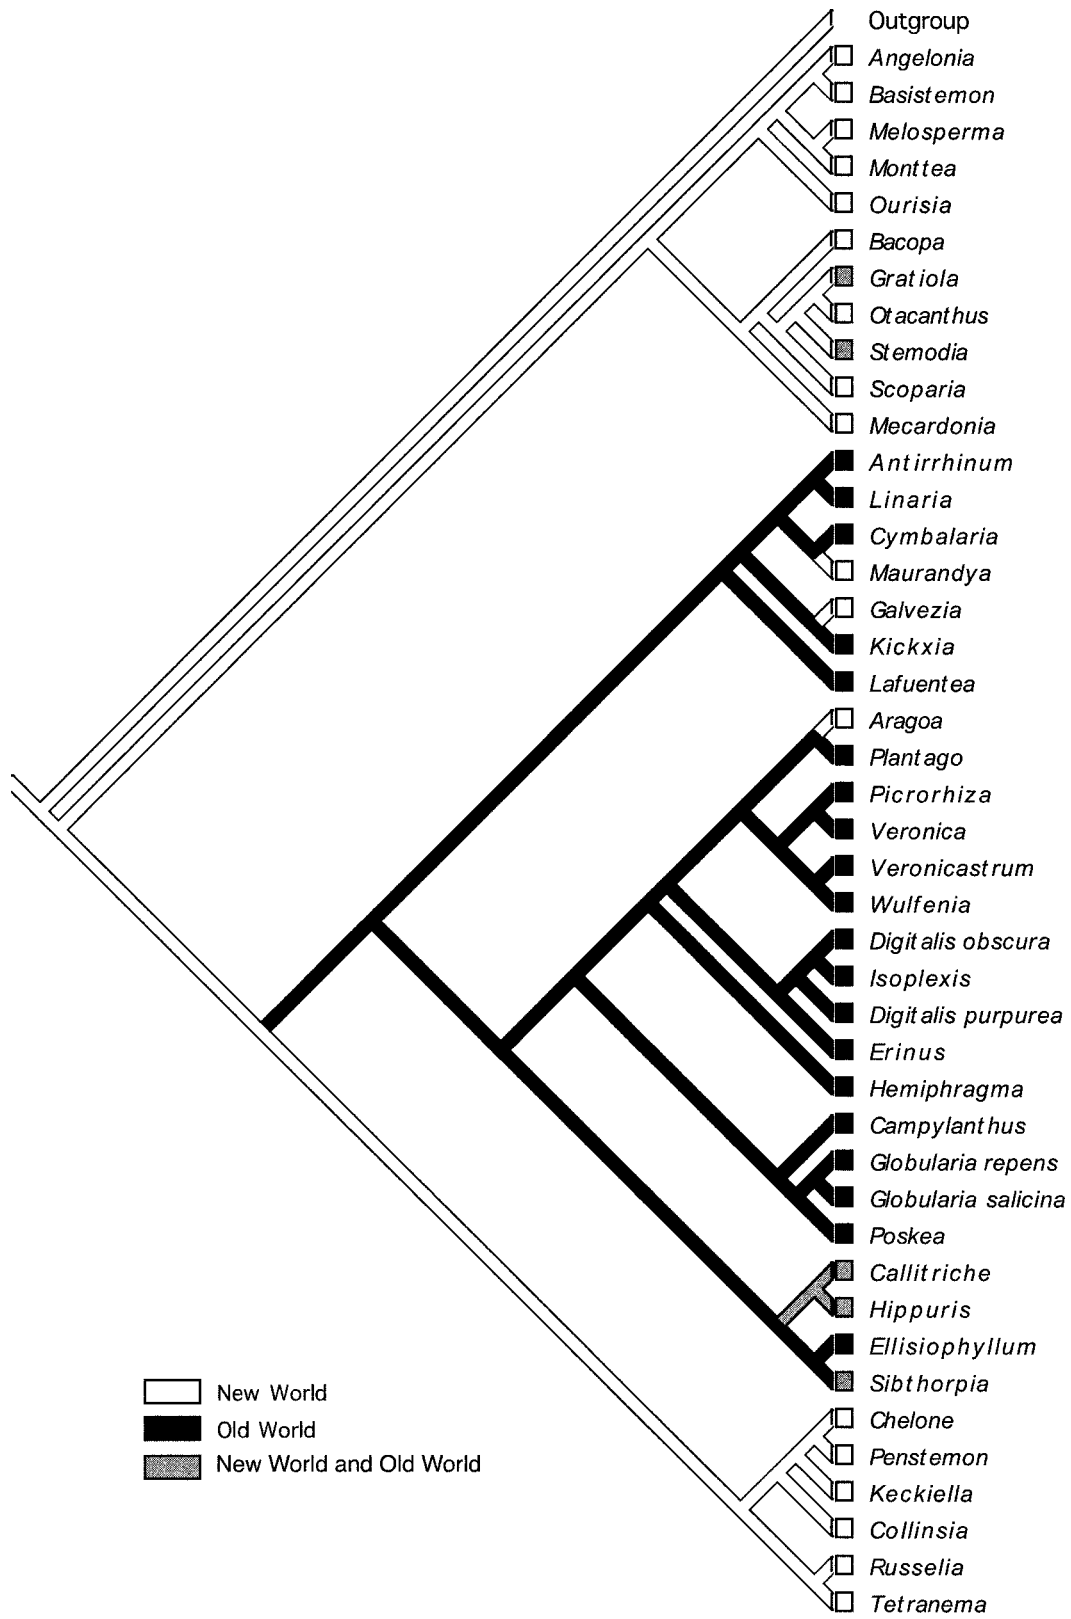 Outgroup
Angelonia
Basistemon
Melosperma
Monttea
Ourisia
Bacopa
Gratiola
Otacanthus
Stemodia
Scoparia
Mecardonia
Antirrhinum
Linaria
Cymbalaria
Maurandya
Galvezia
Kickxia
Lafuentea
Aragoa
Plantago
Picrorhiza
Veronica
Veronicastrum
Wulfenia
Digitalis obscura
Isoplexis
Digitalis purpurea
Erinus
Hemiphragma
Campylanthus
Globularia repens
Globularia salicina
Poskea
Callitriche
Hippuris
Ellisiophyllum
Sibthorpia
Chelone
Penstemon
Keckiella
Collinsia
Russelia
Tetranema
New World
Old World
New World and Old World